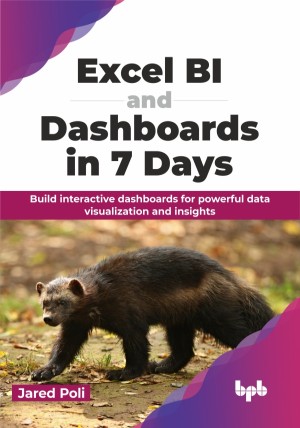 Excel BI
and
Dashboards
in 7 Days
Build interactive dashboards for powerful data
visualization and insights
Jared Poli
bpb